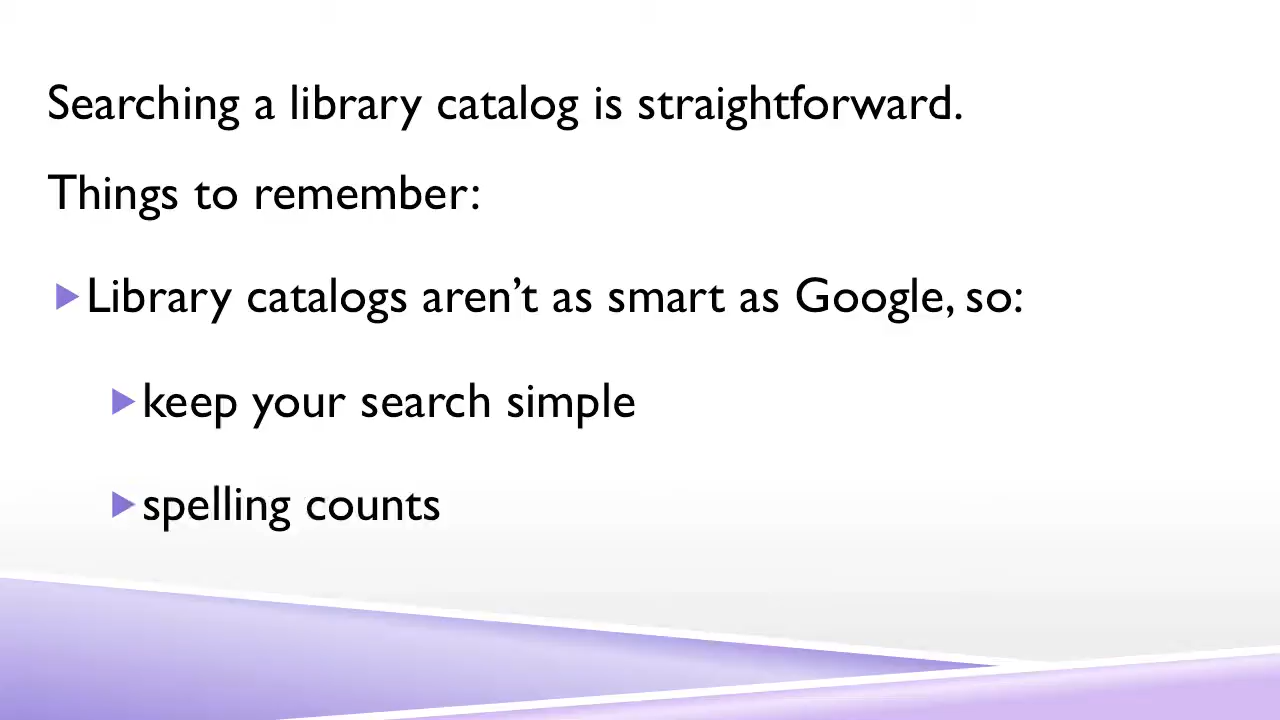 Searching a library catalog is straightforward.
Things to remember:
Library catalogs aren’t as smart as Google, so:
keep your search simple
spelling counts